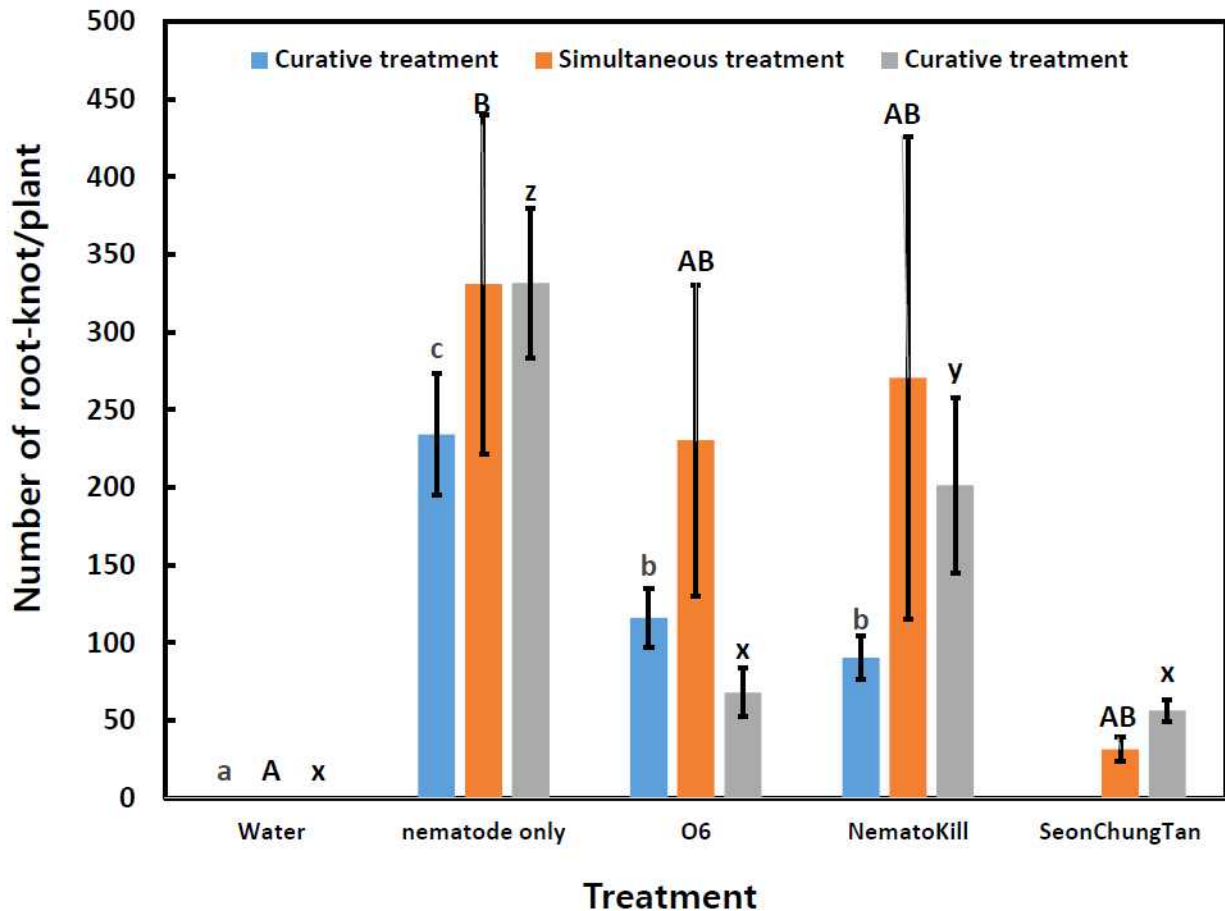 500
450
400
350
300
250
200
150
100
50
0
Number of root-knot/plant
Curative treatment Simultaneous treatment Curative treatment
a A x
c B z
b AB x
b AB y
AB x
Water nematode only O6 NematoKill SeonChungTan
Treatment